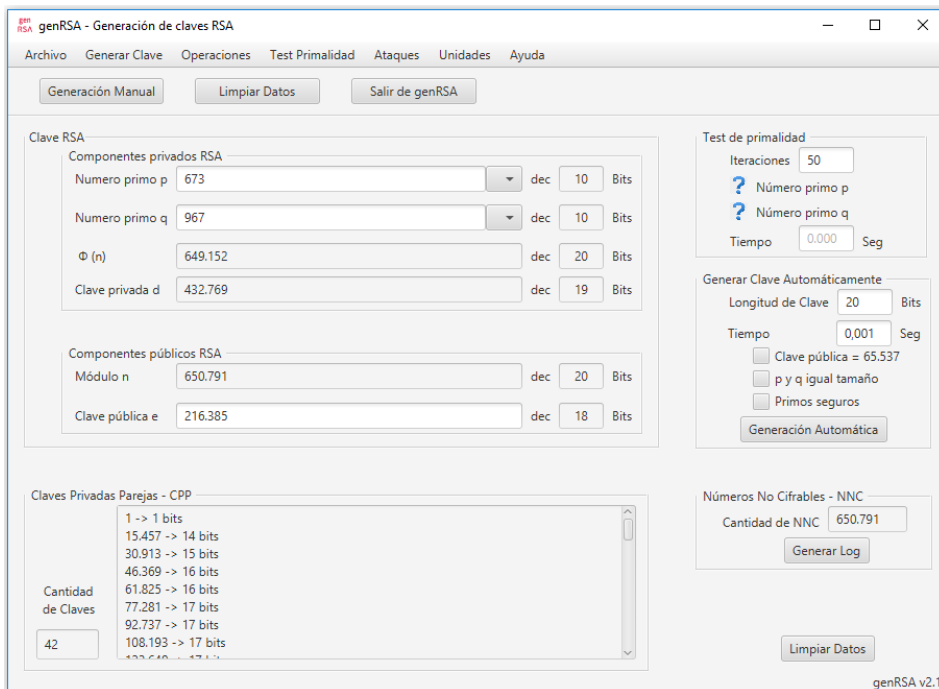 gen RSA genRSA - Generación de claves RSA
Archivo Generar Clave Operaciones Test Primalidad Ataques Unidades Ayuda
Generación Manual Limpiar Datos Salir de genRSA
Clave RSA
Componentes privados RSA
Numero primo p 673 dec 10 Bits
Numero primo q 967 dec 10 Bits
Φ (n) 649.152 dec 20 Bits
Clave privada d 432.769 dec 19 Bits
Componentes públicos RSA
Módulo n 650.791 dec 20 Bits
Clave pública e 216.385 dec 18 Bits
Test de primalidad
Iteraciones 50
? Número primo p
? Número primo q
Tiempo 0.000 Seg
Generar Clave Automáticamente
Longitud de Clave 20 Bits
Tiempo 0,001 Seg
Clave pública = 65.537
p y q igual tamaño
Primos seguros
Generación Automática
Claves Privadas Parejas - CPP
Cantidad
de Claves
42
1 -> 1 bits
15.457 -> 14 bits
30.913 -> 15 bits
46.369 -> 16 bits
61.825 -> 16 bits
77.281 -> 17 bits
92.737 -> 17 bits
108.193 -> 17 bits
Números No Cifrables - NNC
Cantidad de NNC 650.791
Generar Log
Limpiar Datos
genRSA v2.1